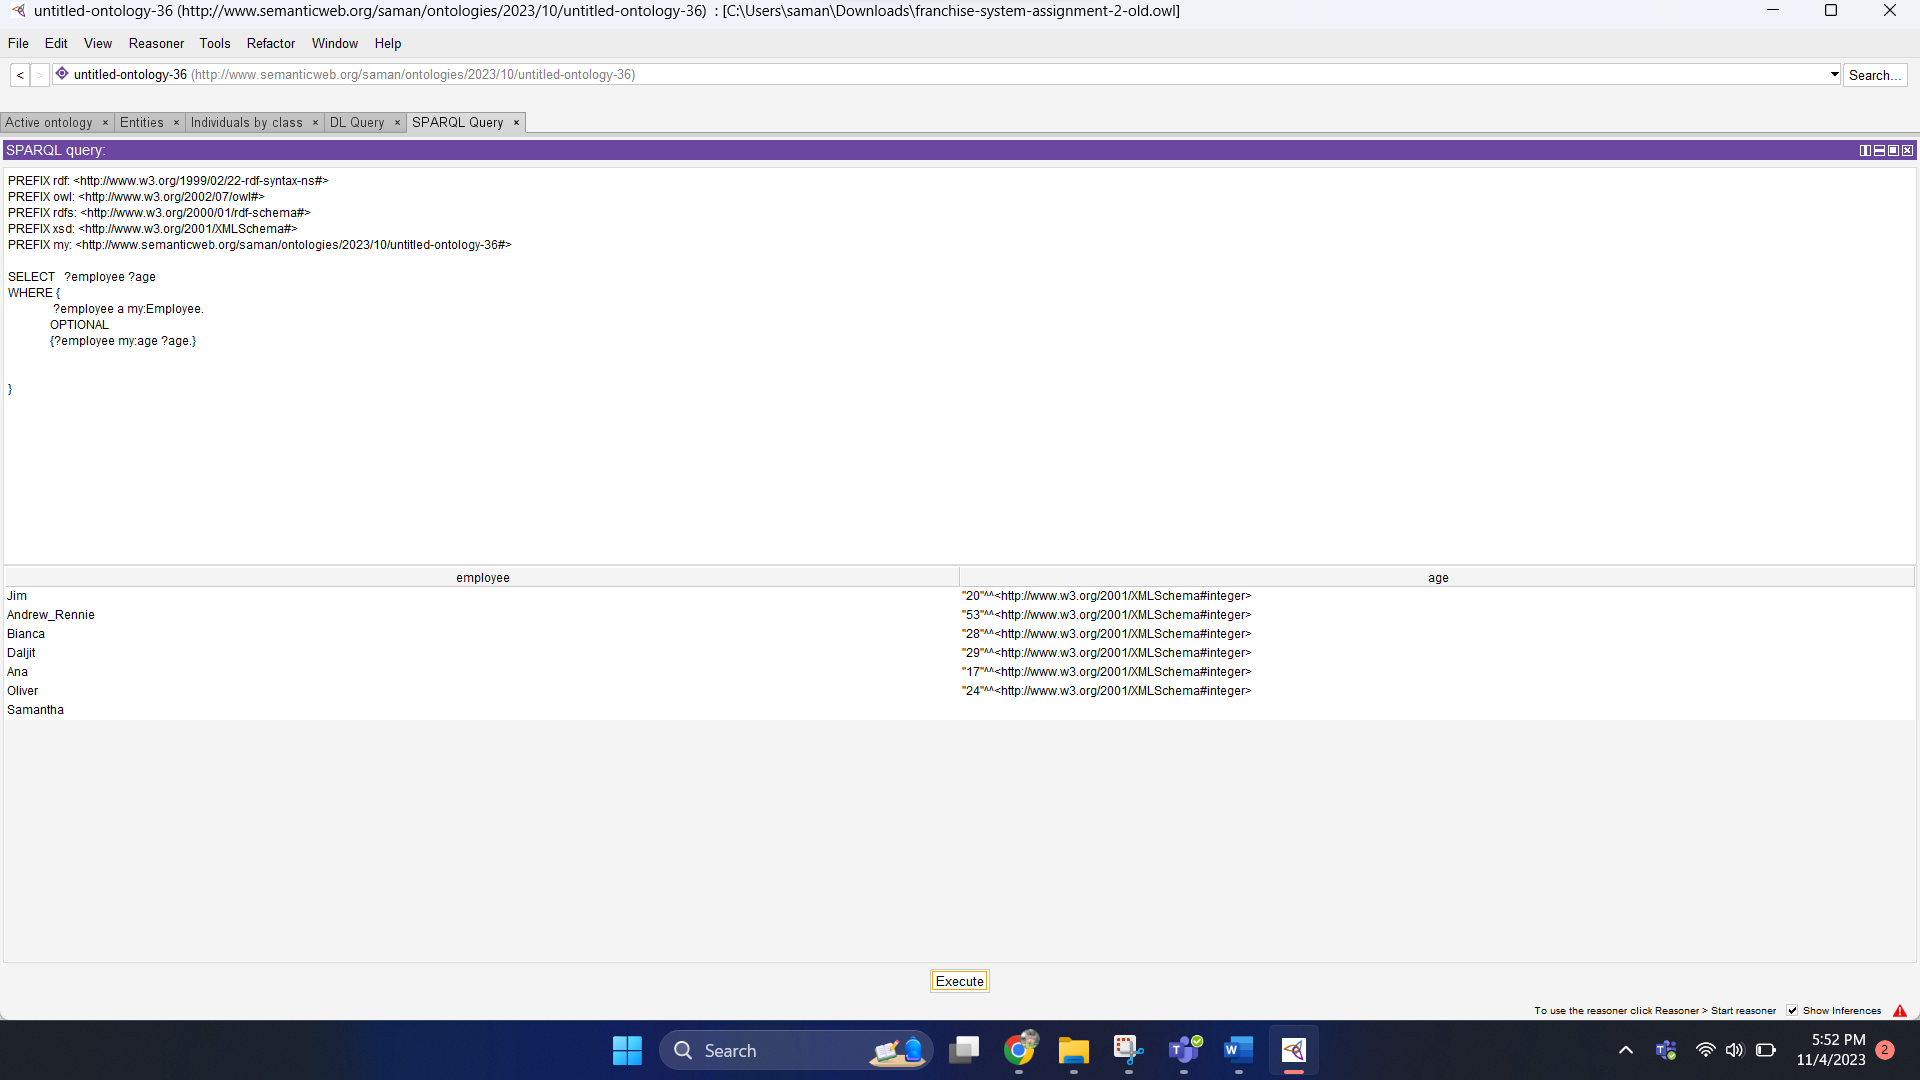 untitled-ontology-36 (http://www.semanticweb.org/saman/ontologies/2023/10/untitled-ontology-36)  : [C:\Users\saman\Downloads\franchise-system-assignment-2-old.owl]
File Edit View Reasoner Tools Refactor Window Help
< > untitled-ontology-36 (http://www.semanticweb.org/saman/ontologies/2023/10/untitled-ontology-36) Search...
Active ontology × Entities × Individuals by class × DL Query × SPARQL Query ×
SPARQL query:
PREFIX rdf: <http://www.w3.org/1999/02/22-rdf-syntax-ns#>
PREFIX owl: <http://www.w3.org/2002/07/owl#>
PREFIX rdfs: <http://www.w3.org/2000/01/rdf-schema#>
PREFIX xsd: <http://www.w3.org/2001/XMLSchema#>
PREFIX my: <http://www.semanticweb.org/saman/ontologies/2023/10/untitled-ontology-36#>
SELECT ?employee ?age
WHERE {
?employee a my:Employee.
OPTIONAL
{?employee my:age ?age.}
}
employee age
Jim "20"^^<http://www.w3.org/2001/XMLSchema#integer>
Andrew_Rennie "53"^^<http://www.w3.org/2001/XMLSchema#integer>
Bianca "28"^^<http://www.w3.org/2001/XMLSchema#integer>
Daljit "29"^^<http://www.w3.org/2001/XMLSchema#integer>
Ana "17"^^<http://www.w3.org/2001/XMLSchema#integer>
Oliver "24"^^<http://www.w3.org/2001/XMLSchema#integer>
Samantha
Execute
To use the reasoner click Reasoner > Start reasoner Show Inferences
Search
5:52 PM
11/4/2023 2